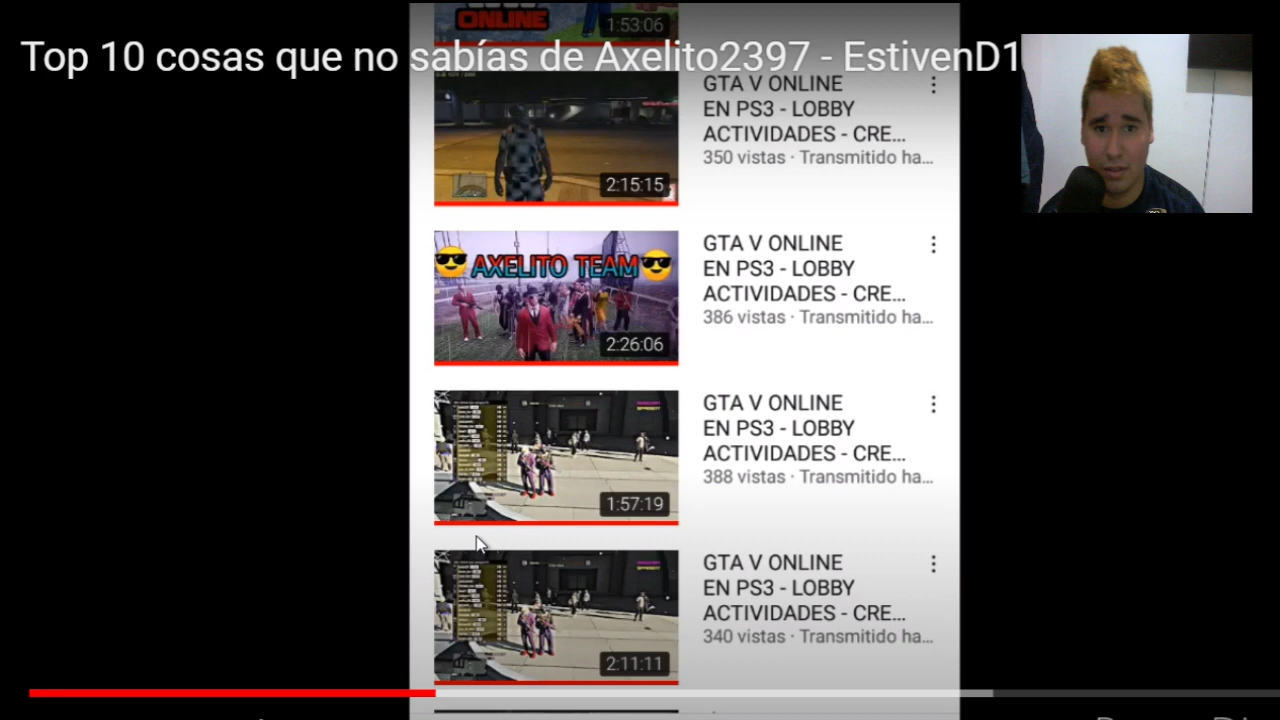 ONLINE
1:53:06
Top 10 cosas que no sabías de Axelito2397 - EstivenD1
GTA V ONLINE
EN PS3 - LOBBY
ACTIVIDADES - CRE...
350 vistas · Transmitido ha...
2:15:15
AXELITO TEAM
GTA V ONLINE
EN PS3 - LOBBY
ACTIVIDADES - CRE...
386 vistas · Transmitido ha...
2:26:06
GTA V ONLINE
EN PS3 - LOBBY
ACTIVIDADES - CRE...
388 vistas · Transmitido ha...
1:57:19
GTA V ONLINE
EN PS3 - LOBBY
ACTIVIDADES - CRE...
340 vistas · Transmitido ha...
2:11:11